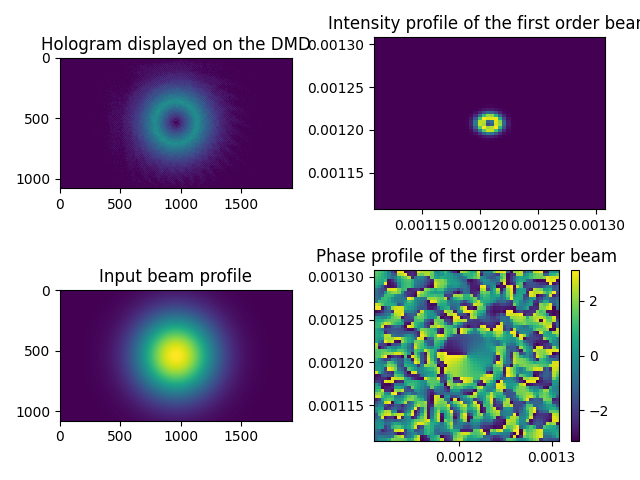 Hologram displayed on the DMD
0
500
1000
0 500 1000 1500
Intensity profile of the first order bear
0.00130
0.00125
0.00120
0.00115
0.00115 0.00120 0.00125 0.00130
Input beam profile
0
500
1000
0 500 1000 1500
Phase profile of the first order beam
0.00130
0.00125
0.00120
0.00115
0.0012 0.0013
2
0
−2